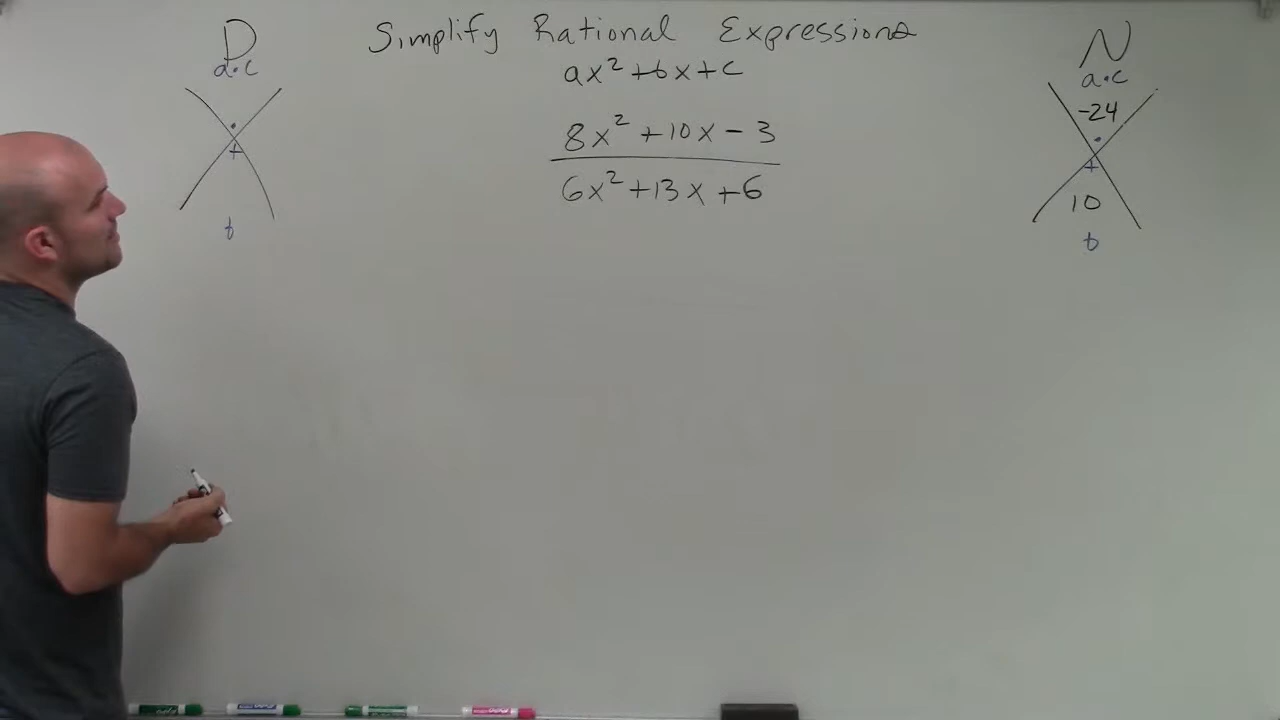 Simplify Rational Expressions
ax² + bx + c
8x² + 10x - 3
6x² + 13x + 6
D
a·c
·
+
b
N
a·c
-24
·
+
10
b